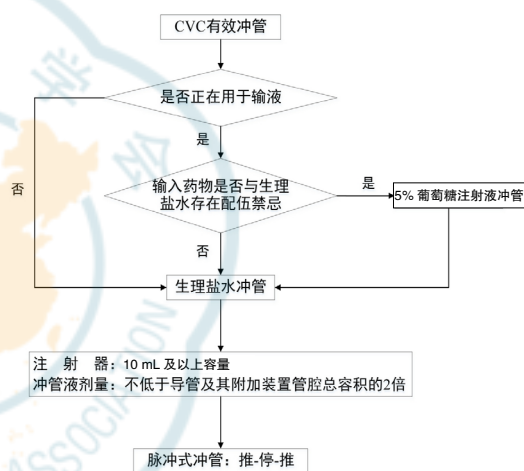 CVC有效冲管
是否正在用于输液
是
否
输入药物是否与生理
盐水存在配伍禁忌
是
5% 葡萄糖注射液冲管
否
生理盐水冲管
注 射 器：10 mL 及以上容量
冲管液剂量：不低于导管及其附加装置管腔总容积的2倍
脉冲式冲管：推-停-推
学
会
ASSOCIATION